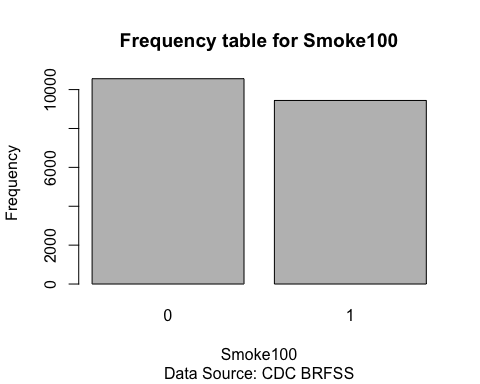 Frequency table for Smoke100
Frequency
10000
6000
2000
0
0 1
Smoke100
Data Source: CDC BRFSS